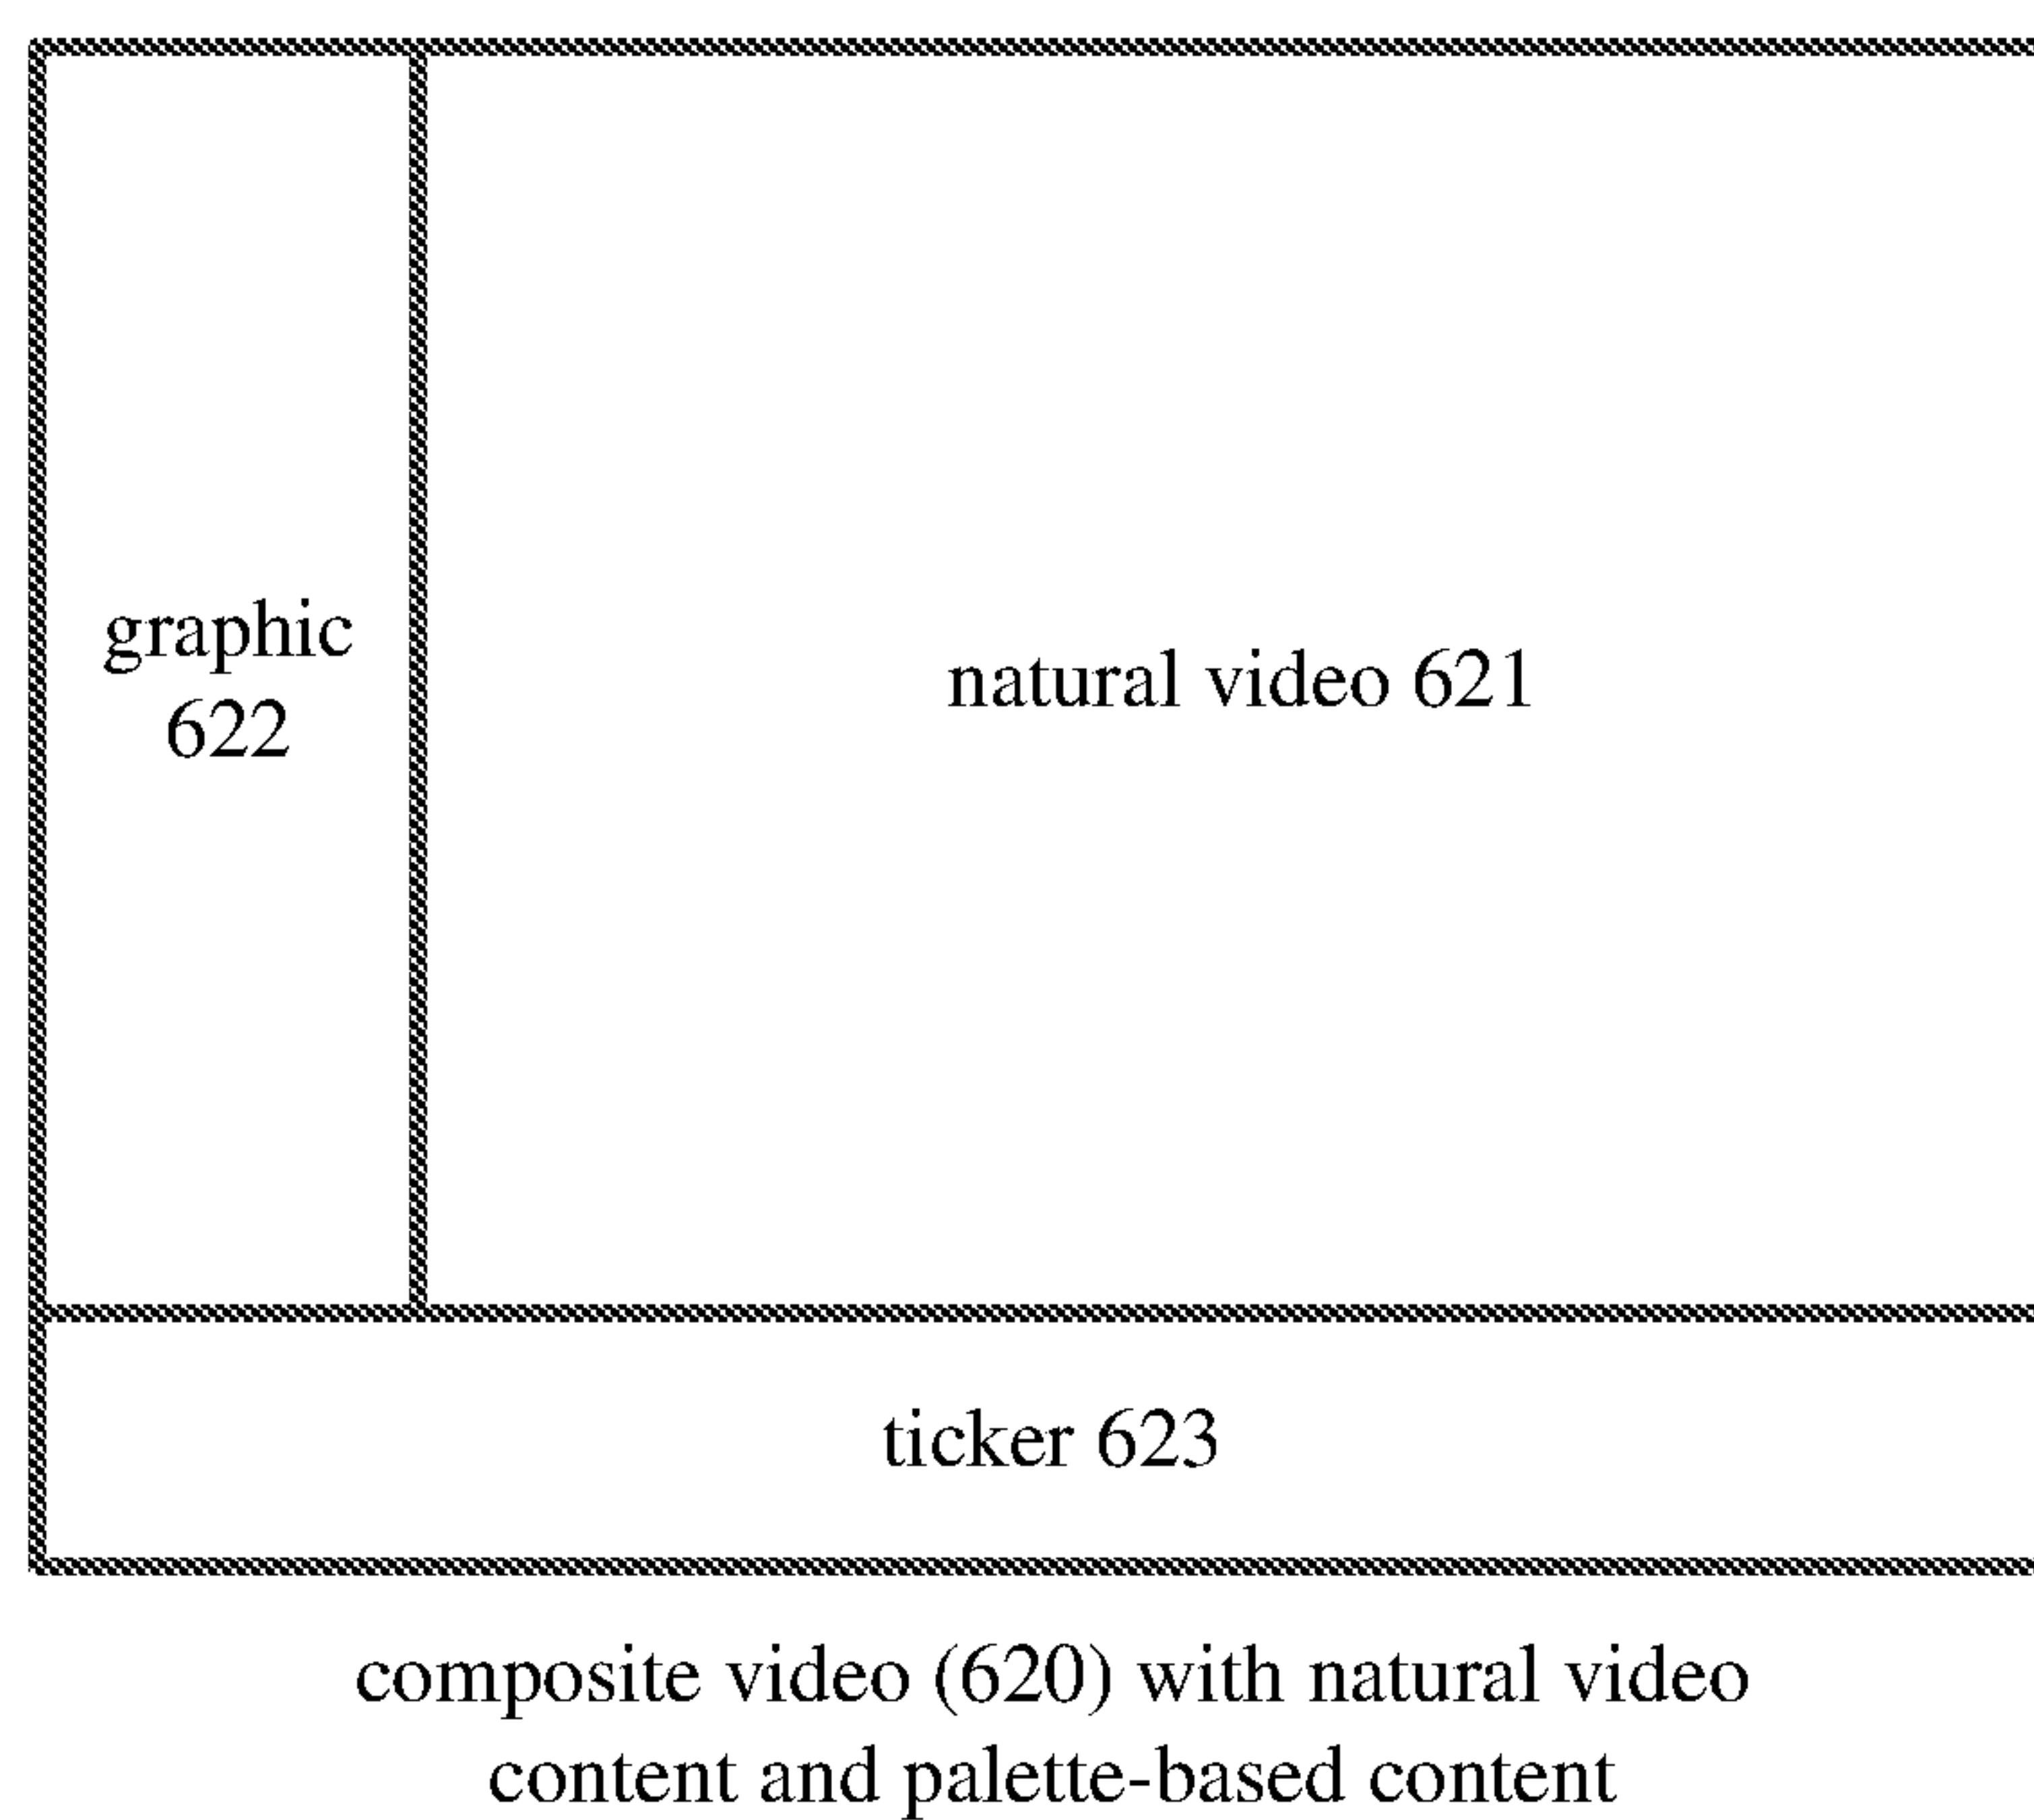 graphic
622
natural video 621
ticker 623
composite video (620) with natural video
content and palette-based content